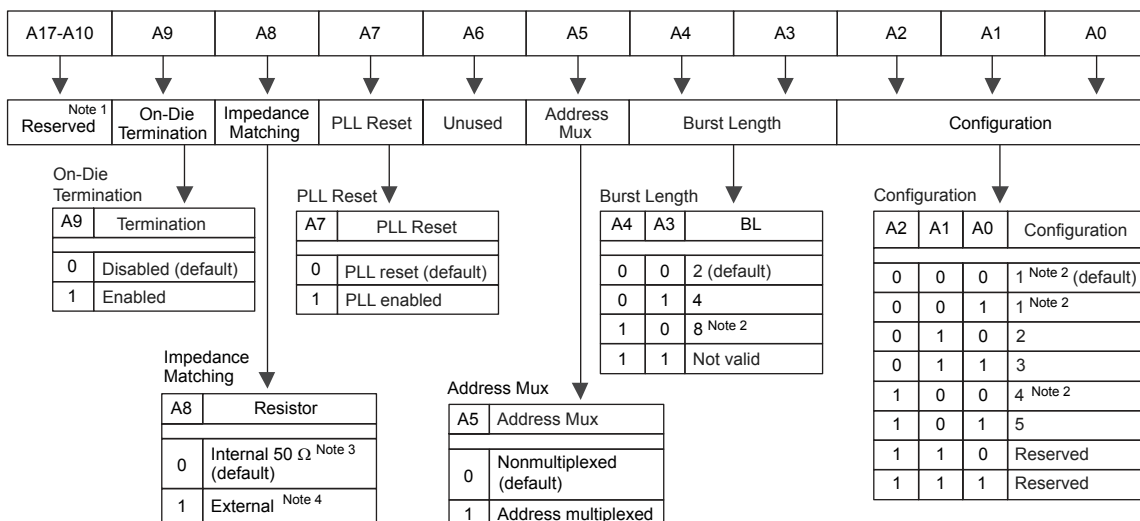 A17-A10 A9 A8 A7 A6 A5 A4 A3 A2 A1 A0
Reserved Note 1
On-Die
Termination
Impedance
Matching
PLL Reset
Unused
Address
Mux
Burst Length
Configuration
On-Die
Termination
A9 Termination
0 Disabled (default)
1 Enabled
PLL Reset
A7 PLL Reset
0 PLL reset (default)
1 PLL enabled
Burst Length
A4 A3 BL
0 0 2 (default)
0 1 4
1 0 8 Note 2
1 1 Not valid
Configuration
A2 A1 A0 Configuration
0 0 0 1 Note 2 (default)
0 0 1 1 Note 2
0 1 0 2
0 1 1 3
1 0 0 4 Note 2
1 0 1 5
1 1 0 Reserved
1 1 1 Reserved
Impedance
Matching
A8 Resistor
0 Internal 50 Ω Note 3
(default)
1 External Note 4
Address Mux
A5 Address Mux
0 Nonmultiplexed
(default)
1 Address multiplexed